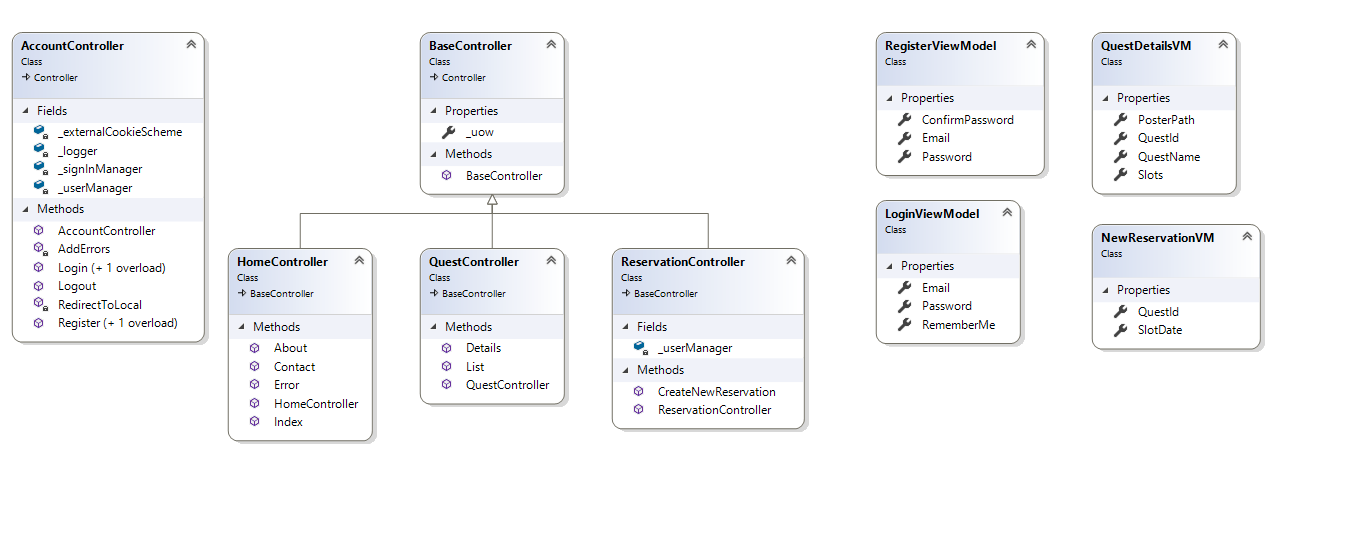 AccountController
Class
Controller
Fields
_externalCookieScheme
_logger
_signInManager
_userManager
Methods
AccountController
AddErrors
Login (+ 1 overload)
Logout
RedirectToLocal
Register (+ 1 overload)
BaseController
Class
Controller
Properties
_uow
Methods
BaseController
HomeController
Class
BaseController
Methods
About
Contact
Error
HomeController
Index
QuestController
Class
BaseController
Methods
Details
List
QuestController
ReservationController
Class
BaseController
Fields
_userManager
Methods
CreateNewReservation
ReservationController
RegisterViewModel
Class
Properties
ConfirmPassword
Email
Password
LoginViewModel
Class
Properties
Email
Password
RememberMe
QuestDetailsVM
Class
Properties
PosterPath
QuestId
QuestName
Slots
NewReservationVM
Class
Properties
QuestId
SlotDate